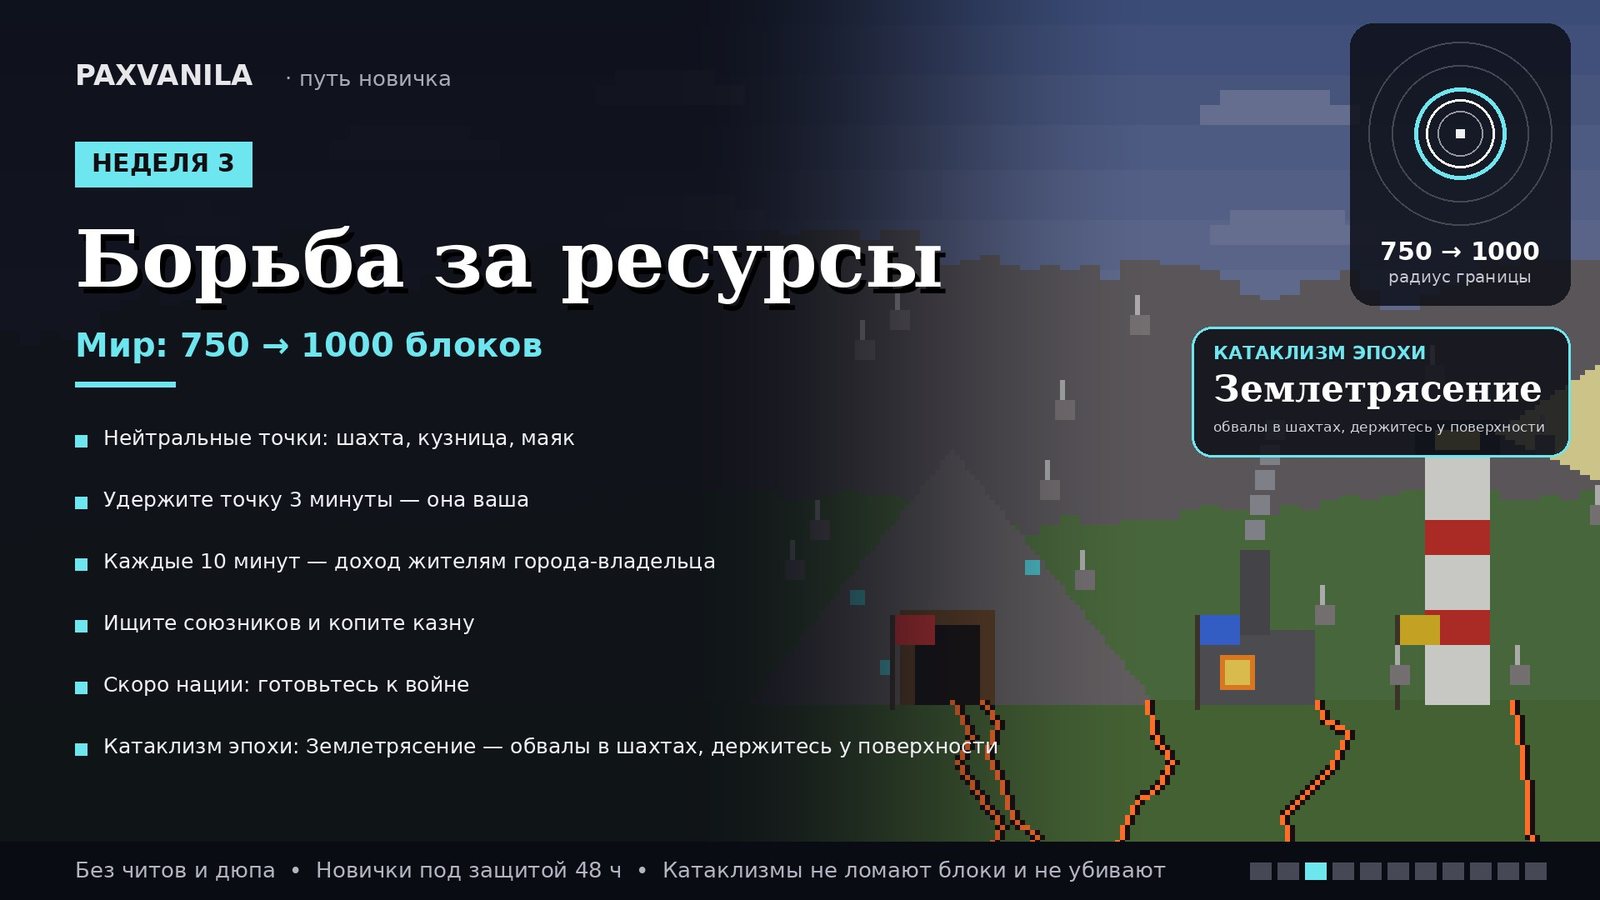 PAXVANILA · путь новичка
НЕДЕЛЯ 3
Борьба за ресурсы
Мир: 750 → 1000 блоков
Нейтральные точки: шахта, кузница, маяк
Удержите точку 3 минуты — она ваша
Каждые 10 минут — доход жителям города-владельца
Ищите союзников и копите казну
Скоро нации: готовьтесь к войне
Катаклизм эпохи: Землетрясение — обвалы в шахтах, держитесь у поверхности
750 → 1000
радиус границы
КАТАКЛИЗМ ЭПОХИ
Землетрясение
обвалы в шахтах, держитесь у поверхности
Без читов и дюпа • Новички под защитой 48 ч • Катаклизмы не ломают блоки и не убивают